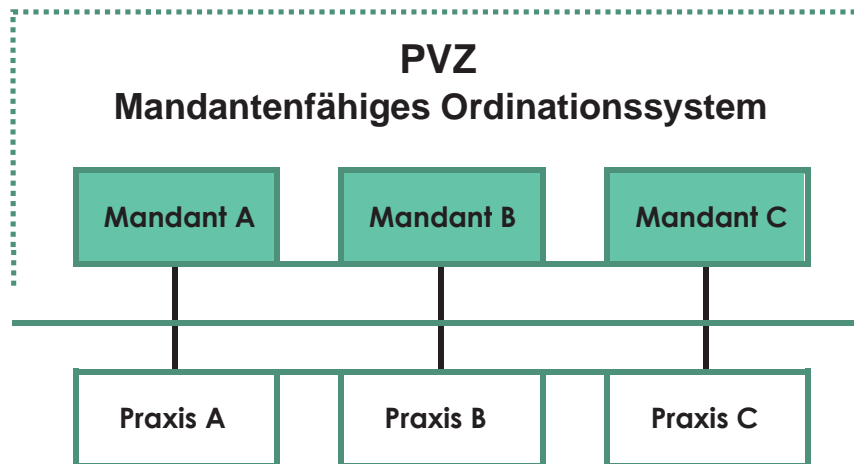 PVZ
Mandantenfähiges Ordinationssystem
Mandant A
Mandant B
Mandant C
Praxis A
Praxis B
Praxis C